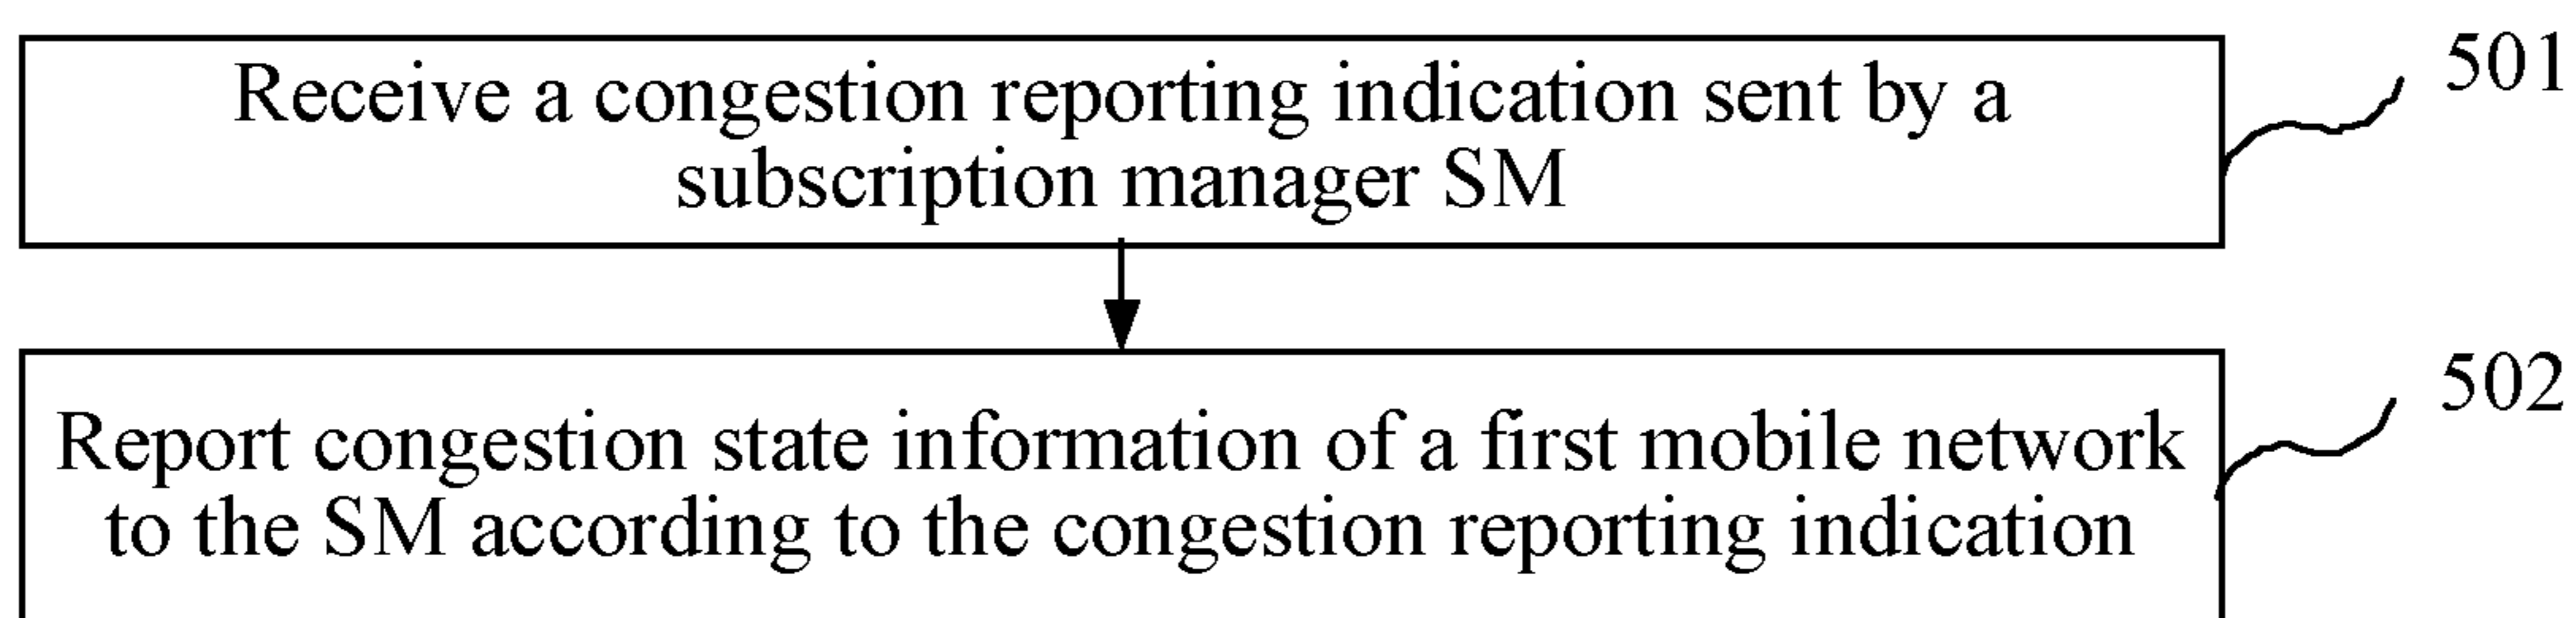 Receive a congestion reporting indication sent by a
subscription manager SM
501
Report congestion state information of a first mobile network
to the SM according to the congestion reporting indication
502